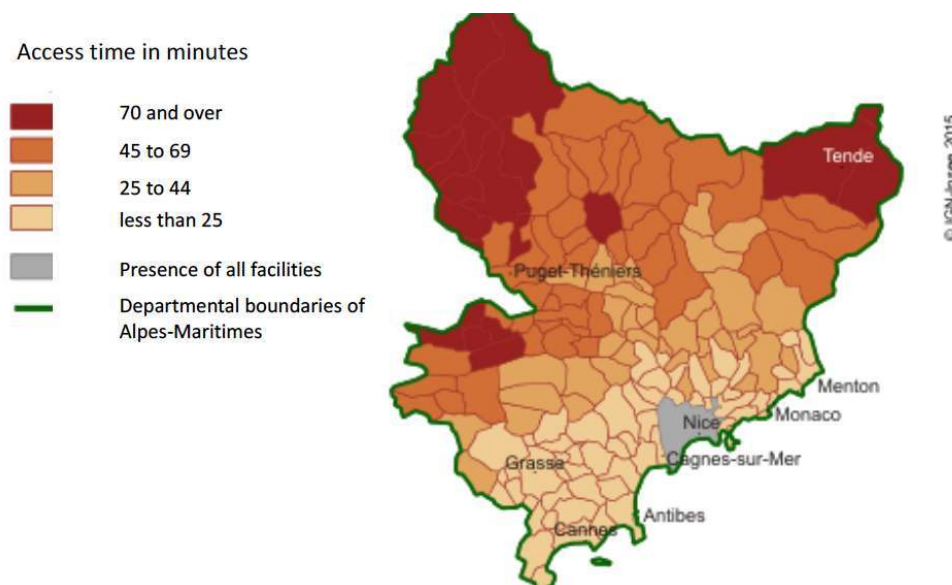 Access time in minutes
70 and over
45 to 69
25 to 44
less than 25
Presence of all facilities
Departmental boundaries of
Alpes-Maritimes
Tende
Puget-Théniers
Menton
Monaco
Nice
Cagnes-sur-Mer
Grasse
Antibes
Cannes
© IGN-Insee 2015